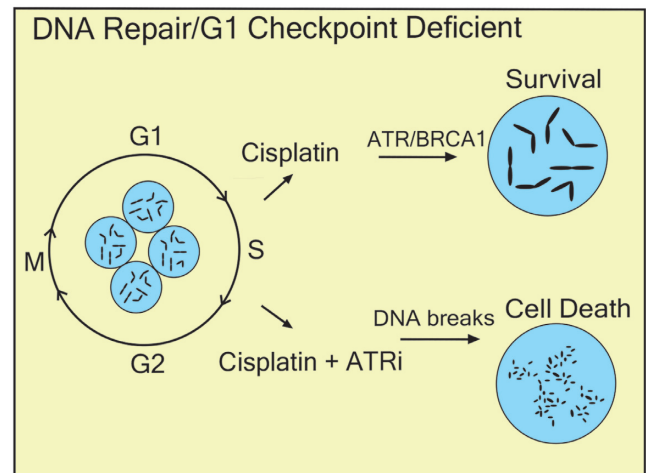 DNA Repair/G1 Checkpoint Deficient
Survival
G1
Cisplatin
ATR/BRCA1
M
S
G2
Cisplatin + ATRi
DNA breaks
Cell Death